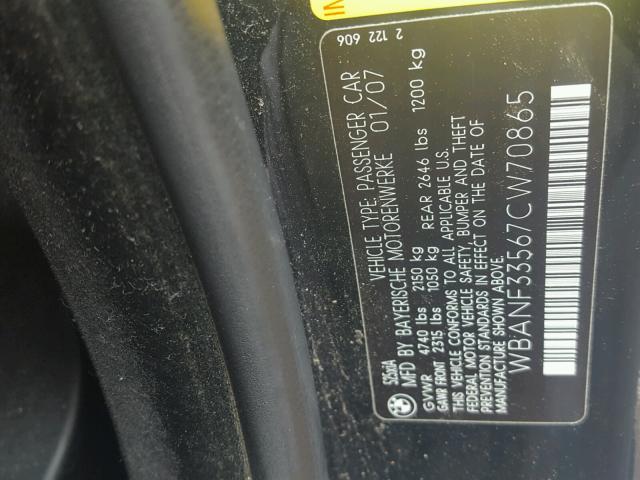 VEHICLE TYPE: PASSENGER CAR
MFD BY BAYERISCHE MOTORENWERKE 01/07
GVWR 4740 lbs 2150 kg
GAWR FRONT 2315 lbs 1050 kg REAR 2646 lbs 1200 kg
VEHICLE CONFORMS TO ALL APPLICABLE U.S.
FEDERAL MOTOR VEHICLE SAFETY, BUMPER AND THEFT
PREVENTION STANDARDS IN EFFECT ON THE DATE OF
MANUFACTURE SHOWN ABOVE.
WBANF33567CW70865
2 122 606